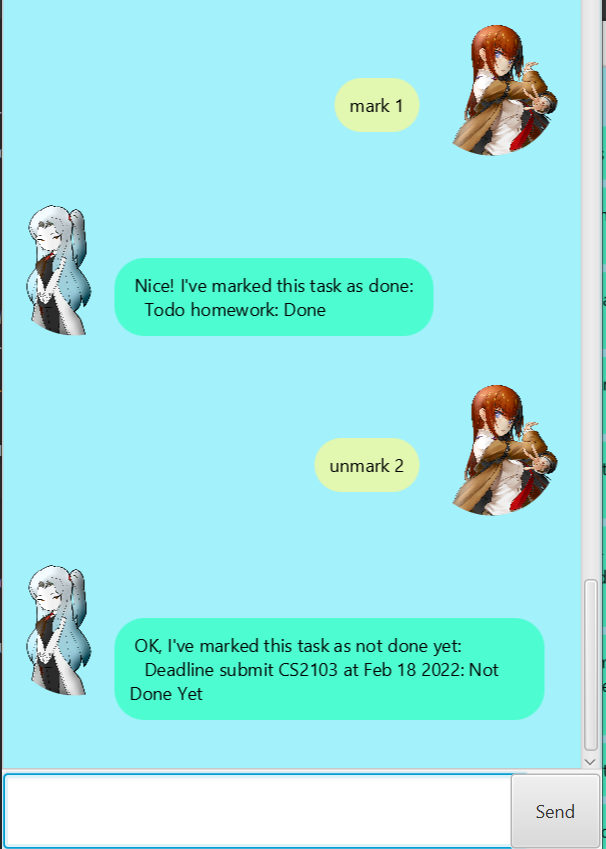 mark 1
Nice! I've marked this task as done:
Todo homework: Done
unmark 2
OK, I've marked this task as not done yet:
Deadline submit CS2103 at Feb 18 2022: Not
Done Yet
Send